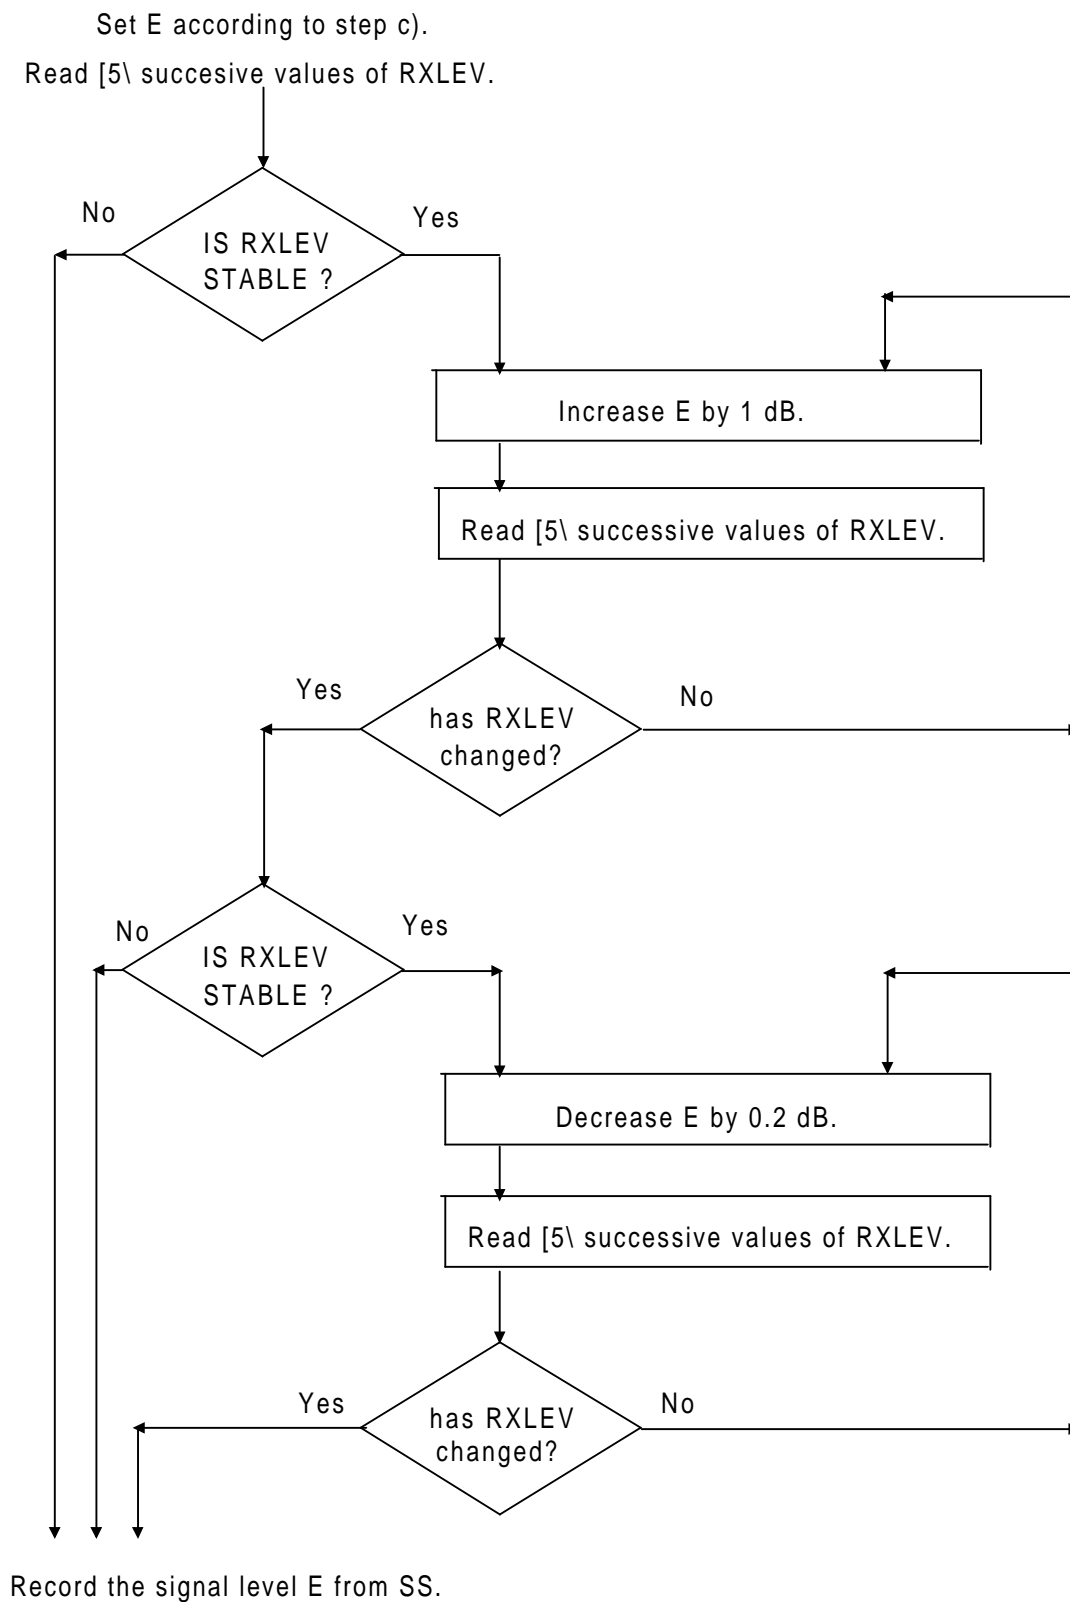 Set E according to step c).
Read [5\ succesive values of RXLEV.
No
Yes
IS RXLEV
STABLE ?
Increase E by 1 dB.
Read [5\ successive values of RXLEV.
Yes
No
has RXLEV
changed?
No
Yes
IS RXLEV
STABLE ?
Decrease E by 0.2 dB.
Read [5\ successive values of RXLEV.
Yes
No
has RXLEV
changed?
Record the signal level E from SS.